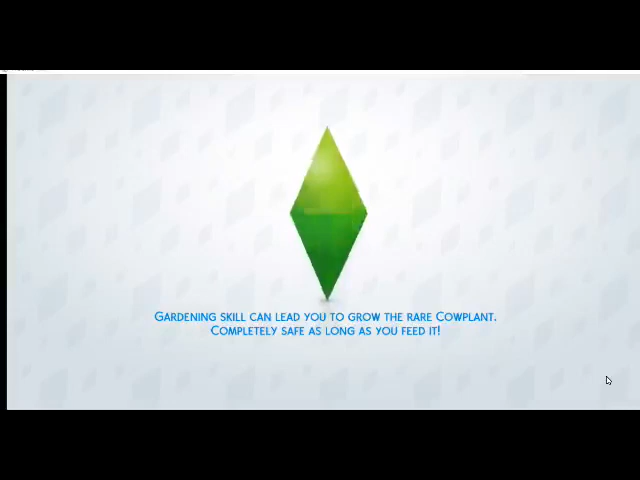 Gardening skill can lead you to grow the rare Cowplant.
Completely safe as long as you feed it!